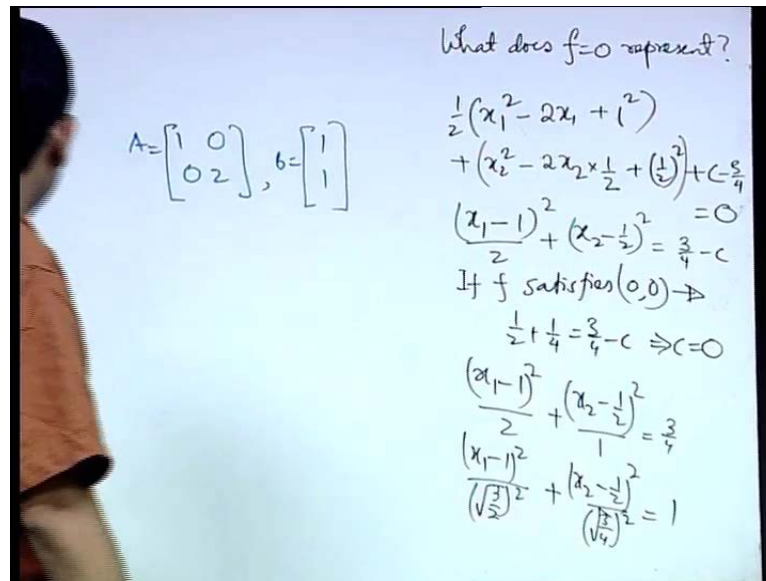 What does f=0 represent?
A = [1 0
0 2], b = [1
1]
1/2 (x₁² - 2x₁ + 1²)
+ (x₂² - 2x₂ × 1/2 + (1/2)²) + c - 5/4
= 0
(x₁ - 1)²/2 + (x₂ - 1/2)² = 3/4 - c
If f satisfies (0,0) →
1/2 + 1/4 = 3/4 - c ⇒ c = 0
(x₁ - 1)²/2 + (x₂ - 1/2)²/1 = 3/4
(x₁ - 1)²/(√(3/2))² + (x₂ - 1/2)²/(√(3/4))² = 1